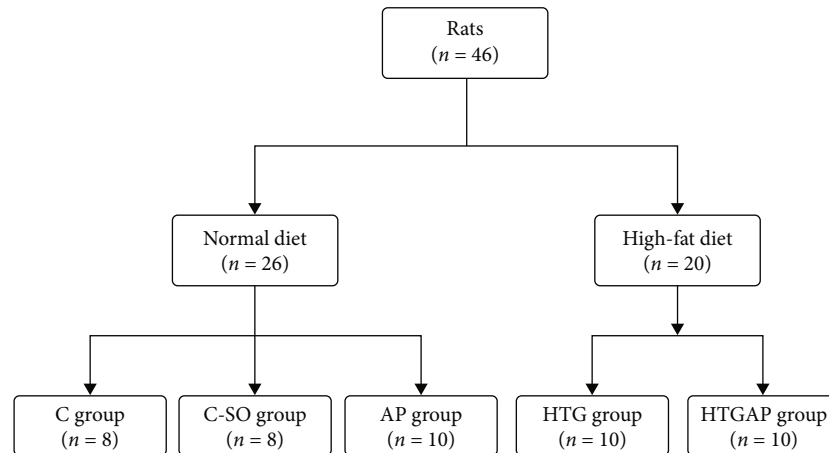 Rats
(n = 46)
Normal diet
(n = 26)
High-fat diet
(n = 20)
C group
(n = 8)
C-SO group
(n = 8)
AP group
(n = 10)
HTG group
(n = 10)
HTGAP group
(n = 10)